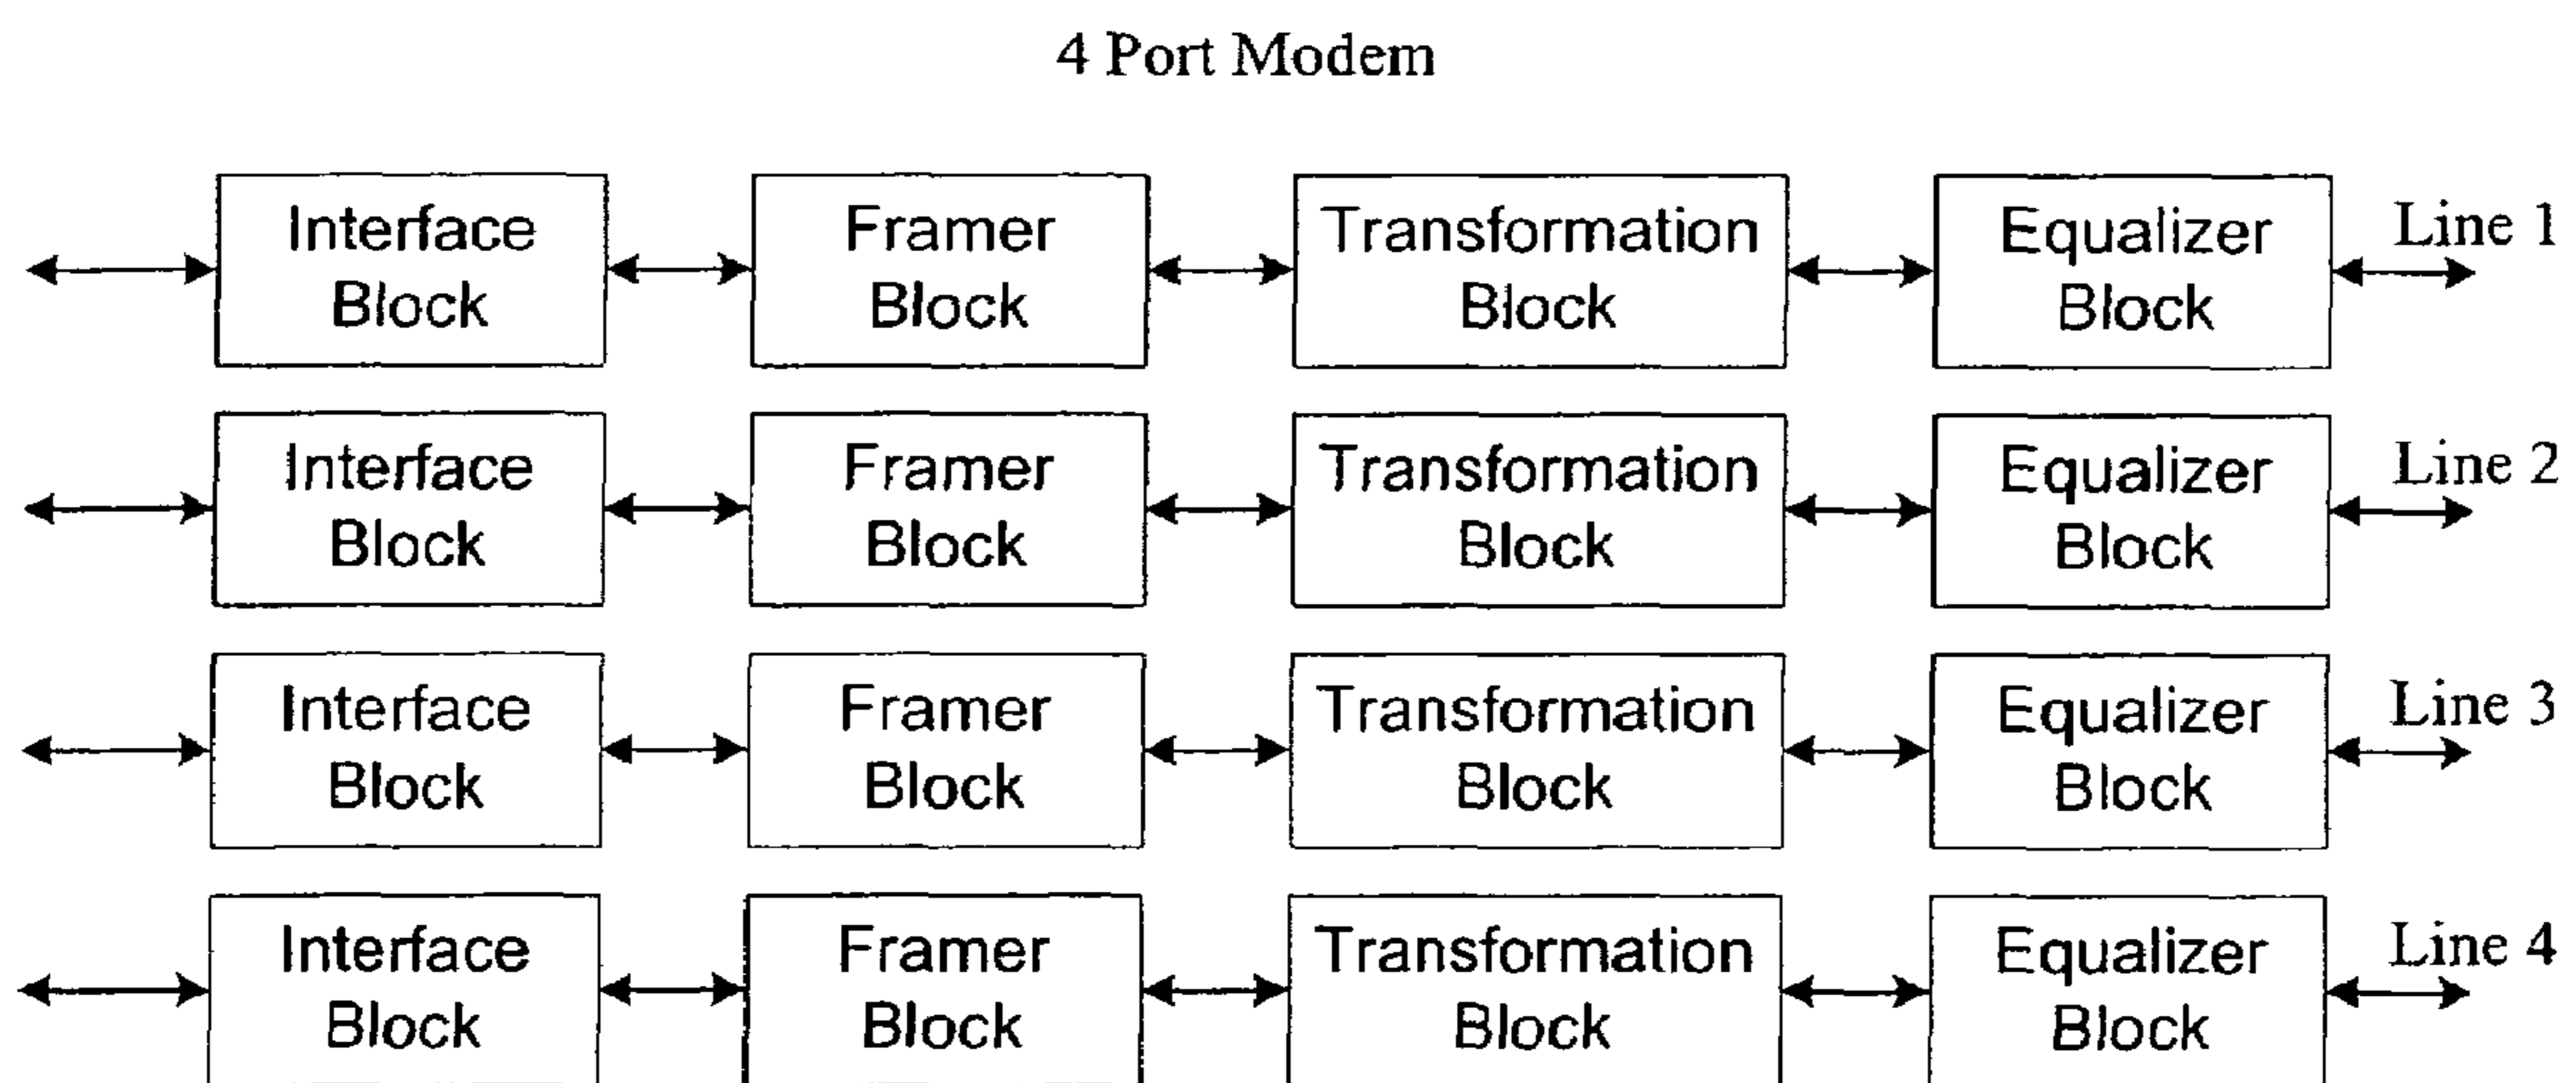 4 Port Modem
Interface Block
Framer Block
Transformation Block
Equalizer Block
Line 1
Interface Block
Framer Block
Transformation Block
Equalizer Block
Line 2
Interface Block
Framer Block
Transformation Block
Equalizer Block
Line 3
Interface Block
Framer Block
Transformation Block
Equalizer Block
Line 4